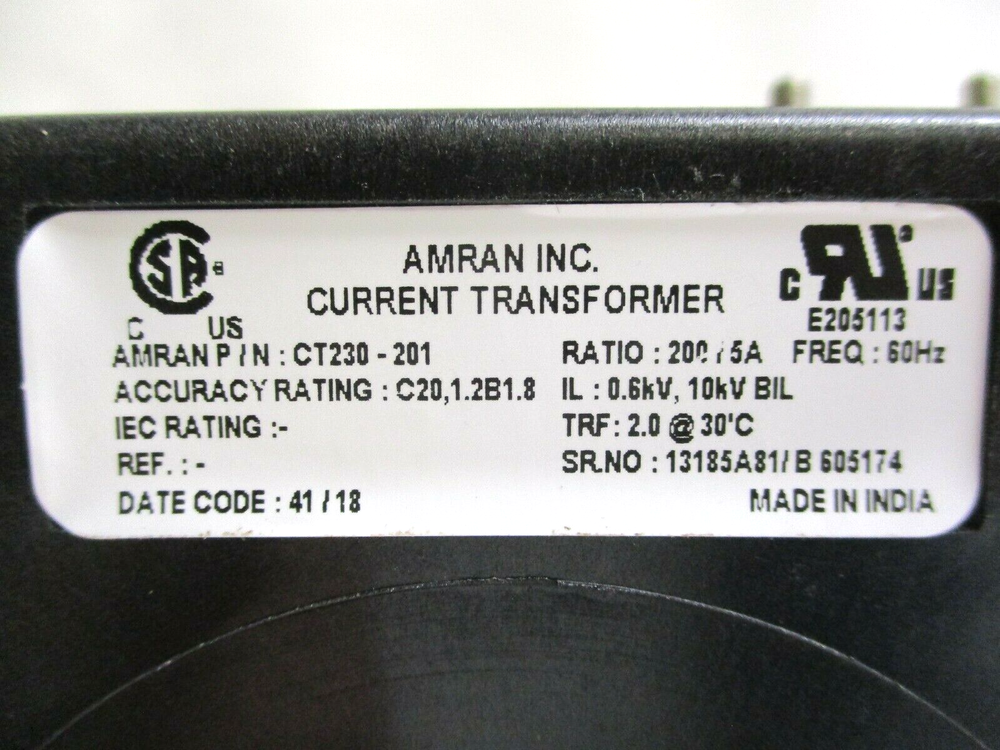 AMRAN INC.
CURRENT TRANSFORMER
C US
C US
E205113
AMRAN P / N : CT230 - 201
RATIO : 200 / 5A FREQ : 60Hz
ACCURACY RATING : C20,1.2B1.8 IL : 0.6kV, 10kV BIL
IEC RATING :- TRF: 2.0 @ 30'C
REF. : - SR.NO : 13185A81/ B 605174
DATE CODE : 41 / 18 MADE IN INDIA